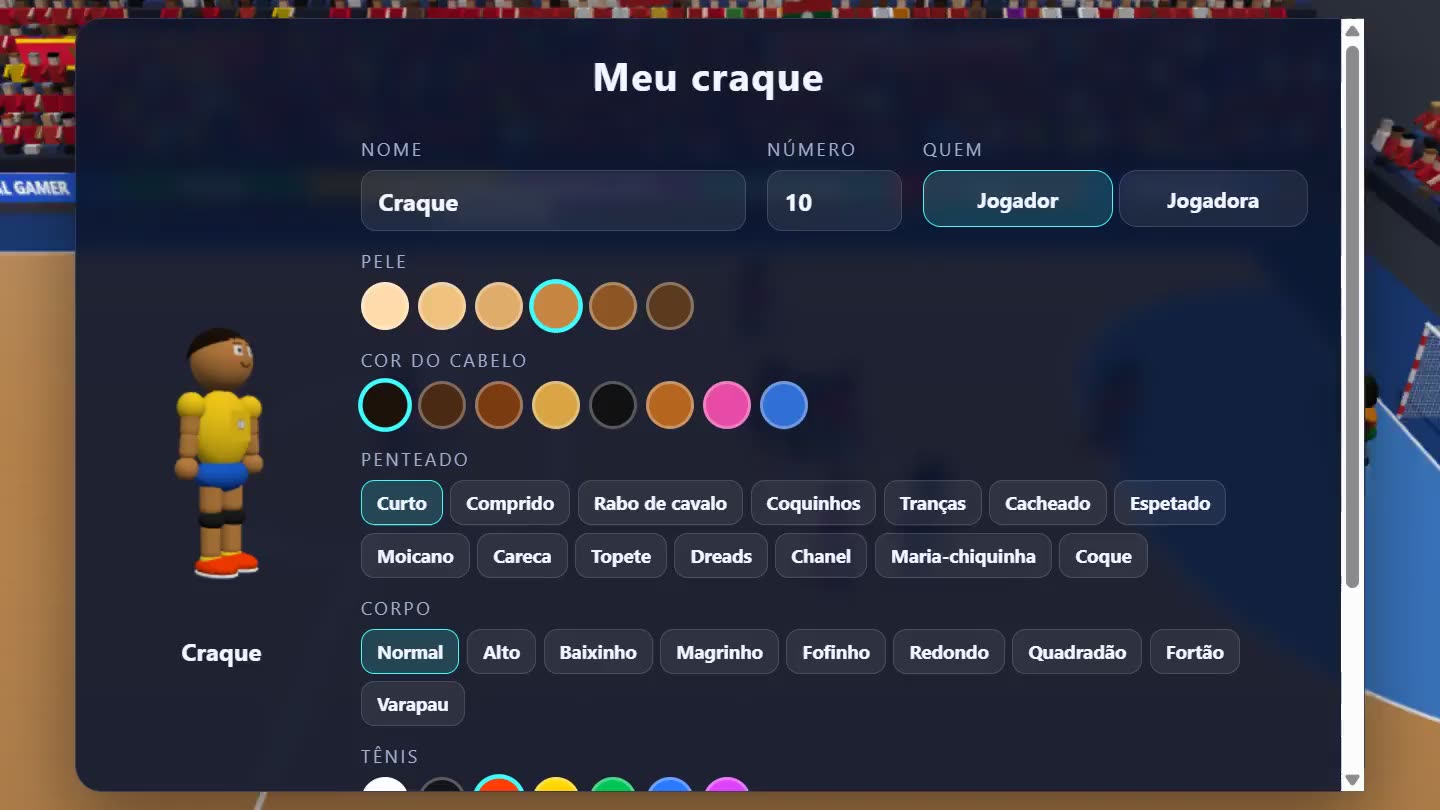 Meu craque
NOME
NÚMERO
QUEM
Craque
10
Jogador
Jogadora
L GAMER
PELE
COR DO CABELO
PENTEADO
Curto
Comprido
Rabo de cavalo
Coquinhos
Tranças
Cacheado
Espetado
Moicano
Careca
Topete
Dreads
Chanel
Maria-chiquinha
Coque
CORPO
Normal
Alto
Baixinho
Magrinho
Fofinho
Redondo
Quadradão
Fortão
Varapau
Craque
TÊNIS